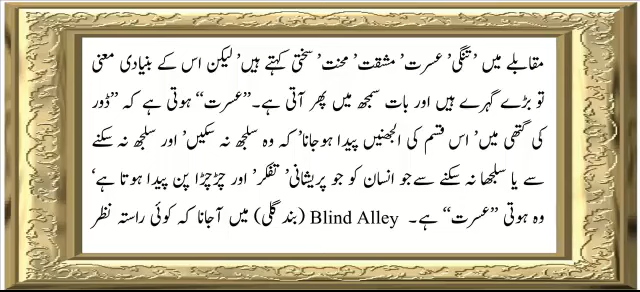 مقابلے میں ’تنگی‘ عسرت‘ مشقت‘ محنت‘ سختی کہتے ہیں‘ لیکن اس کے بنیادی معنی
تو بڑے گہرے ہیں اور بات سمجھ میں پھر آتی ہے۔”عسرت“ ہوتی ہے کہ ”ڈور
کی گتھی میں‘ اس قسم کی الجھنیں پیدا ہوجانا‘ کہ وہ سلجھ نہ سکیں‘ اور سلجھ نہ سکنے
سے یا سلجھا نہ سکنے سے جو انسان کو جو پریشانی‘ تفکر‘ اور چڑچڑا پن پیدا ہوتا ہے‘
وہ ہوتی ”عسرت“ ہے۔ Blind Alley (بند گلی) میں آجانا کہ کوئی راستہ نظر